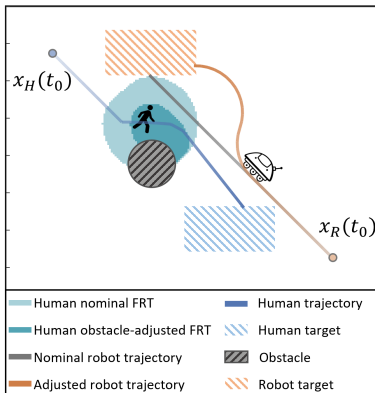 x_H(t_0)
x_R(t_0)
Human nominal FRT
Human trajectory
Human obstacle-adjusted FRT
Human target
Nominal robot trajectory
Obstacle
Adjusted robot trajectory
Robot target